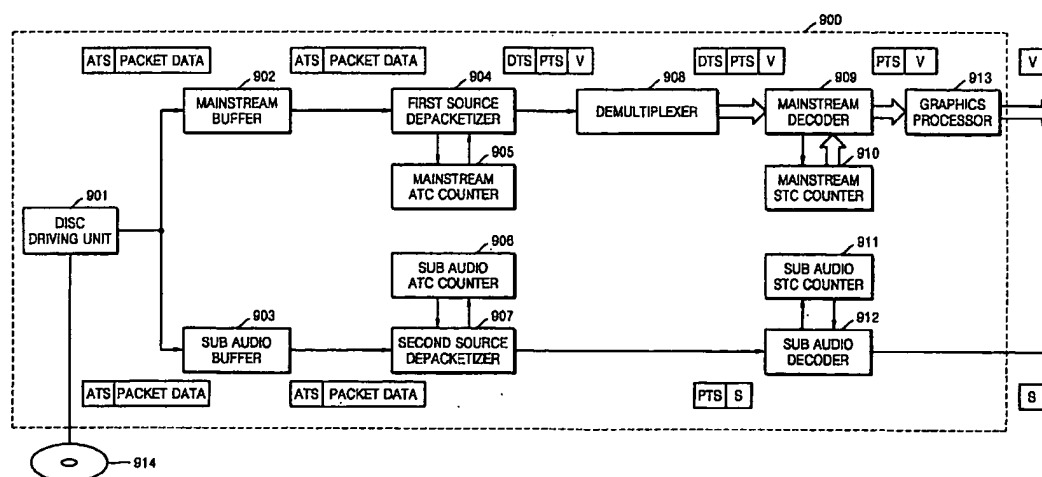 900
ATS PACKET DATA
ATS PACKET DATA
DTS PTS V
DTS PTS V
PTS V
V
902
MAINSTREAM
BUFFER
904
FIRST SOURCE
DEPACKETIZER
908
DEMULTIPLEXER
909
MAINSTREAM
DECODER
913
GRAPHICS
PROCESSOR
905
MAINSTREAM
ATC COUNTER
910
MAINSTREAM
STC COUNTER
901
DISC
DRIVING UNIT
906
SUB AUDIO
ATC COUNTER
911
SUB AUDIO
STC COUNTER
903
SUB AUDIO
BUFFER
907
SECOND SOURCE
DEPACKETIZER
912
SUB AUDIO
DECODER
ATS PACKET DATA
ATS PACKET DATA
PTS S
S
914